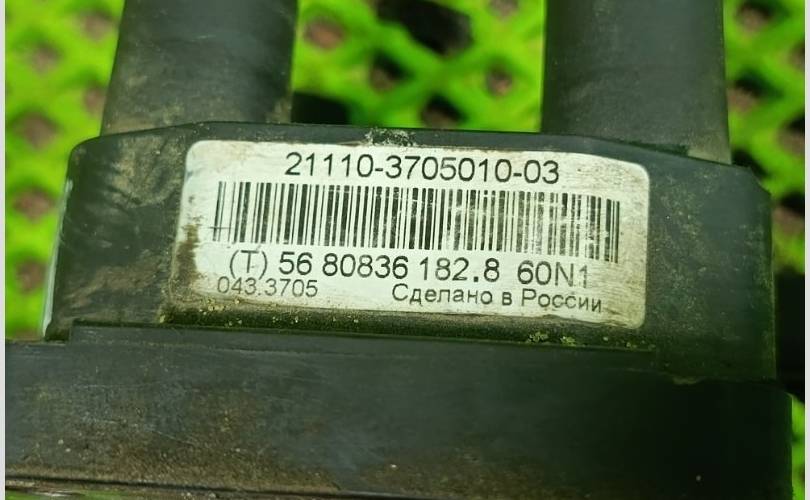 21110-3705010-03
(T) 56 80836 182.8 60N1
043.3705 Сделано в России